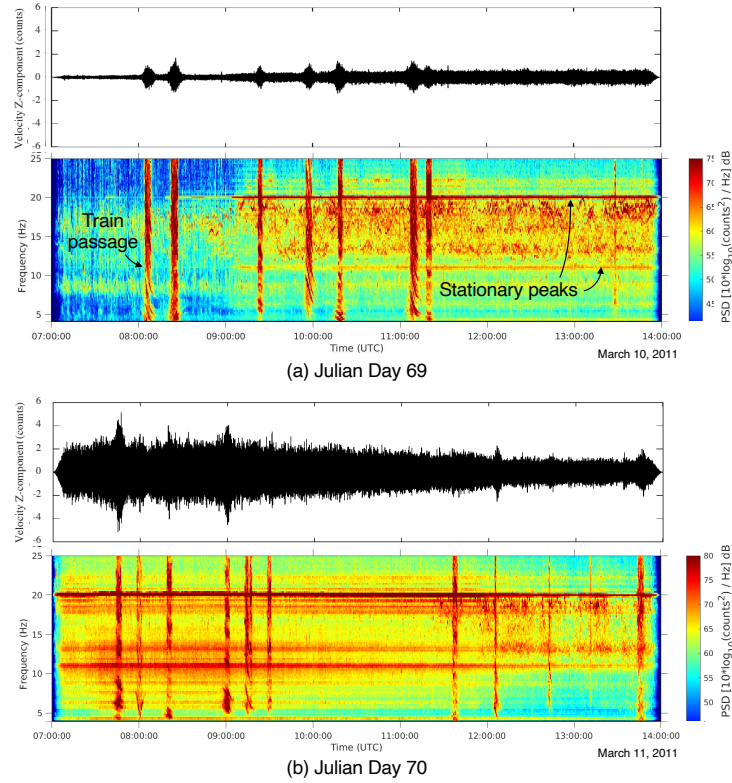 6
4
2
0
-2
-4
-6
Velocity Z-component (counts)
25
20
15
10
5
Frequency (Hz)
Train
passage
Stationary peaks
75
70
65
60
55
50
45
PSD [10*log10(counts²) / Hz] dB
07:00:00 08:00:00 09:00:00 10:00:00 11:00:00 12:00:00 13:00:00 14:00:00
Time (UTC)
March 10, 2011
(a) Julian Day 69
6
4
2
0
-2
-4
-6
Velocity Z-component (counts)
25
20
15
10
5
Frequency (Hz)
80
75
70
65
60
55
50
PSD [10*log10(counts²) / Hz] dB
07:00:00 08:00:00 09:00:00 10:00:00 11:00:00 12:00:00 13:00:00 14:00:00
Time (UTC)
March 11, 2011
(b) Julian Day 70